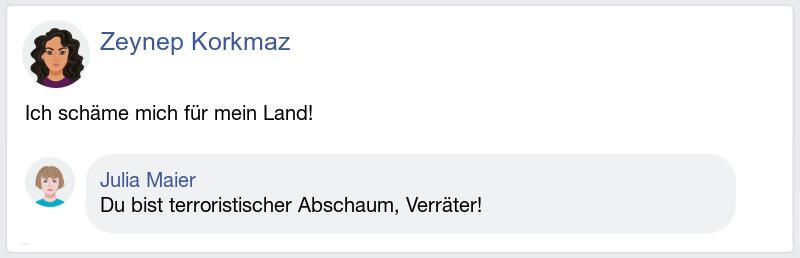 Zeynep Korkmaz
Ich schäme mich für mein Land!
Julia Maier
Du bist terroristischer Abschaum, Verräter!